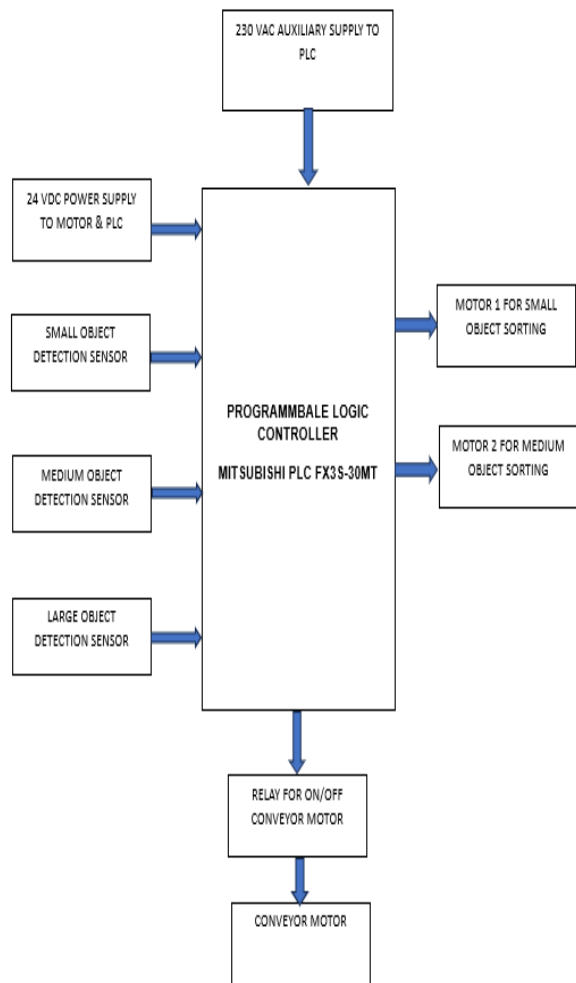 230 VAC AUXILIARY SUPPLY TO
PLC
24 VDC POWER SUPPLY
TO MOTOR & PLC
SMALL OBJECT
DETECTION SENSOR
MEDIUM OBJECT
DETECTION SENSOR
LARGE OBJECT
DETECTION SENSOR
PROGRAMMBALE LOGIC
CONTROLLER
MITSUBISHI PLC FX3S-30MT
MOTOR 1 FOR SMALL
OBJECT SORTING
MOTOR 2 FOR MEDIUM
OBJECT SORTING
RELAY FOR ON/OFF
CONVEYOR MOTOR
CONVEYOR MOTOR